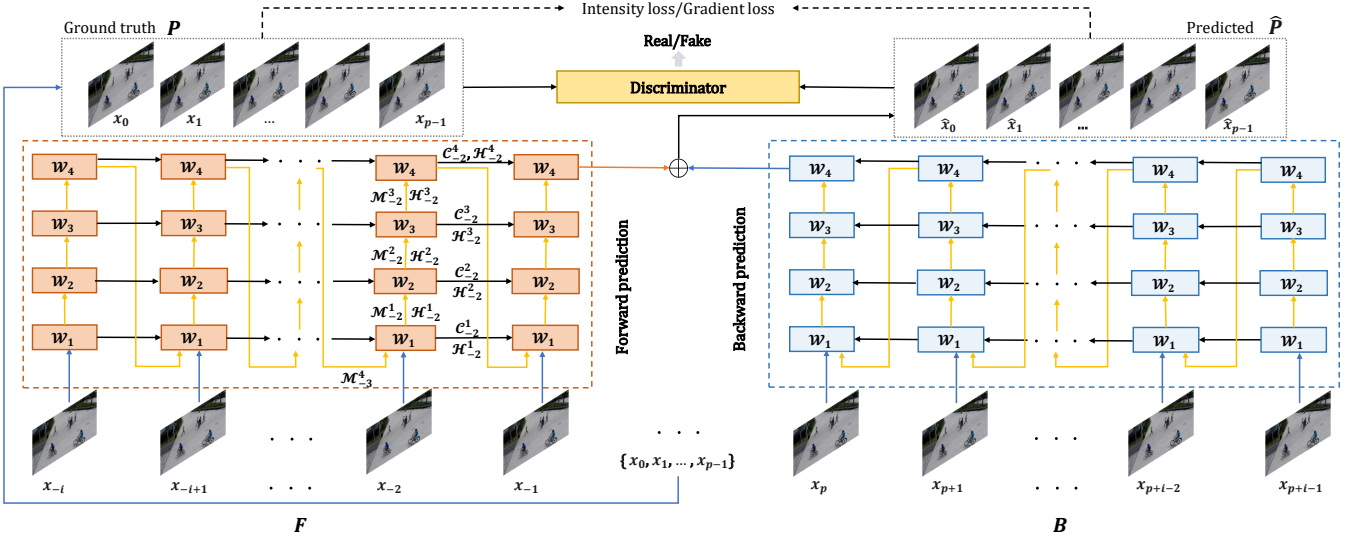 Intensity loss/Gradient loss
Ground truth P
Real/Fake
Predicted P̂
Discriminator
x₀ x₁ ... xₚ₋₁
x̂₀ x̂₁ ... x̂ₚ₋₁
𝒲₄ 𝒲₄ . . . 𝒲₄ 𝒞⁴₋₂, ℋ⁴₋₂ 𝒲₄
ℳ³₋₂ ℋ³₋₂
𝒲₃ 𝒲₃ . . . 𝒲₃ 𝒞³₋₂ ℋ³₋₂ 𝒲₃
ℳ²₋₂ ℋ²₋₂
𝒲₂ 𝒲₂ . . . 𝒲₂ 𝒞²₋₂ ℋ²₋₂ 𝒲₂
ℳ¹₋₂ ℋ¹₋₂
𝒲₁ 𝒲₁ . . . 𝒲₁ 𝒞¹₋₂ ℋ¹₋₂ 𝒲₁
ℳ⁴₋₃
Forward prediction
Backward prediction
𝒲₄ 𝒲₄ . . . 𝒲₄ 𝒲₄
𝒲₃ 𝒲₃ . . . 𝒲₃ 𝒲₃
𝒲₂ 𝒲₂ . . . 𝒲₂ 𝒲₂
𝒲₁ 𝒲₁ . . . 𝒲₁ 𝒲₁
. . . . . . . . .
{x₀, x₁, ... , xₚ₋₁}
x₋ᵢ x₋ᵢ₊₁ . . . x₋₂ x₋₁
xₚ xₚ₊₁ . . . xₚ₊ᵢ₋₂ xₚ₊ᵢ₋₁
F B